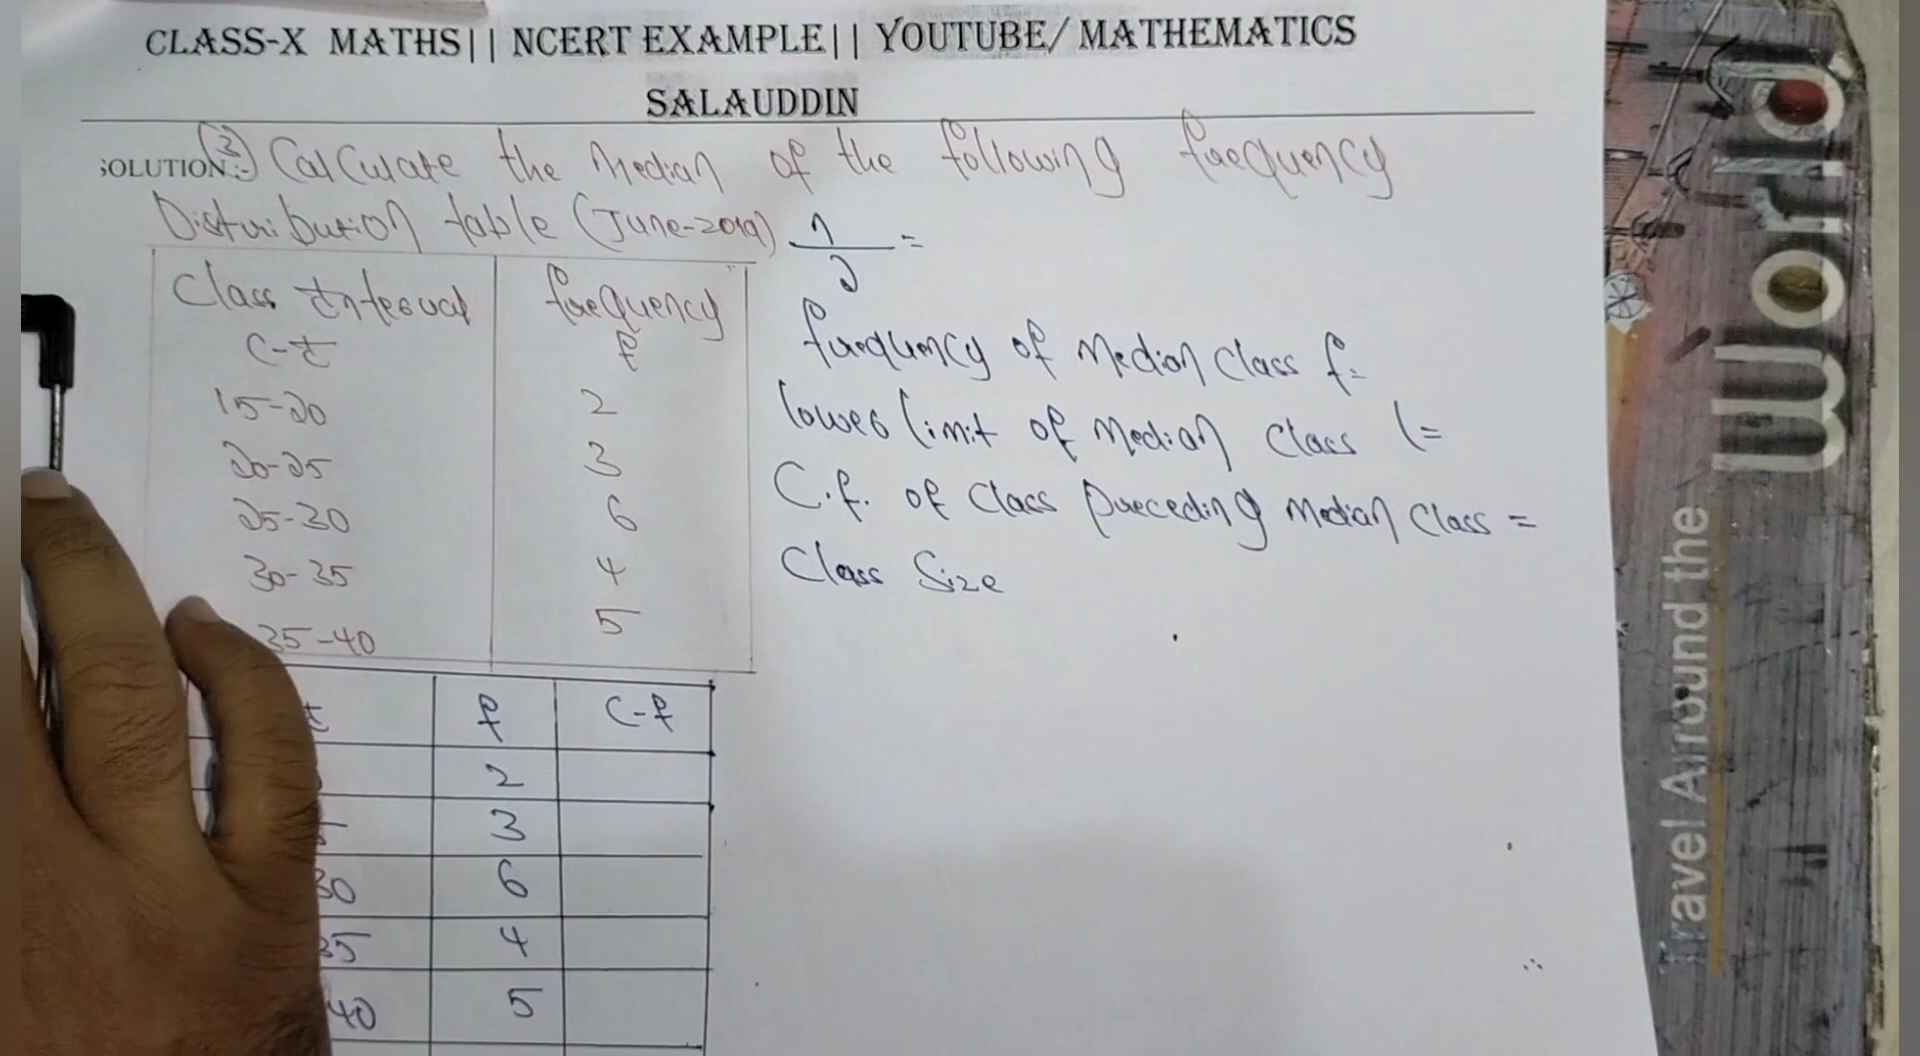 CLASS-X MATHS|| NCERT EXAMPLE|| YOUTUBE/ MATHEMATICS
SALAUDDIN
SOLUTION:- (3) Calculate the Median of the following frequency
Distribution table (June-2019)
Class Interval frequency
C-I f
15-20 2
20-25 3
25-30 6
30-35 4
35-40 5
n/2 =
frequency of Median Class f=
lower limit of Median Class l=
C.f. of Class Preceding Median Class =
Class Size
I f C-f
2
3
30 6
35 4
40 5
Travel Arround the World